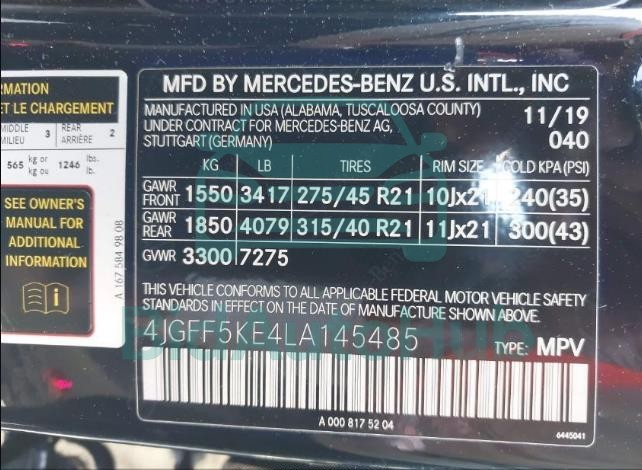 RMATION
ET LE CHARGEMENT
MIDDLE 3 REAR 2
MILIEU ARRIÈRE
565 kg or 1246 lbs.
kg ou lb.
SEE OWNER'S
MANUAL FOR
ADDITIONAL
INFORMATION
A 167 584 98 08
MFD BY MERCEDES-BENZ U.S. INTL., INC
MANUFACTURED IN USA (ALABAMA, TUSCALOOSA COUNTY) 11/19
UNDER CONTRACT FOR MERCEDES-BENZ AG, 040
STUTTGART (GERMANY)
KG LB TIRES RIM SIZE COLD KPA (PSI)
GAWR FRONT 1550 3417 275/45 R21 10Jx21 240(35)
GAWR REAR 1850 4079 315/40 R21 11Jx21 300(43)
GWR 3300 7275
THIS VEHICLE CONFORMS TO ALL APPLICABLE FEDERAL MOTOR VEHICLE SAFETY
STANDARDS IN EFFECT ON THE DATE OF MANUFACTURE SHOWN ABOVE.
4JGFF5KE4LA145485 TYPE: MPV
A 000 817 52 04
6445041